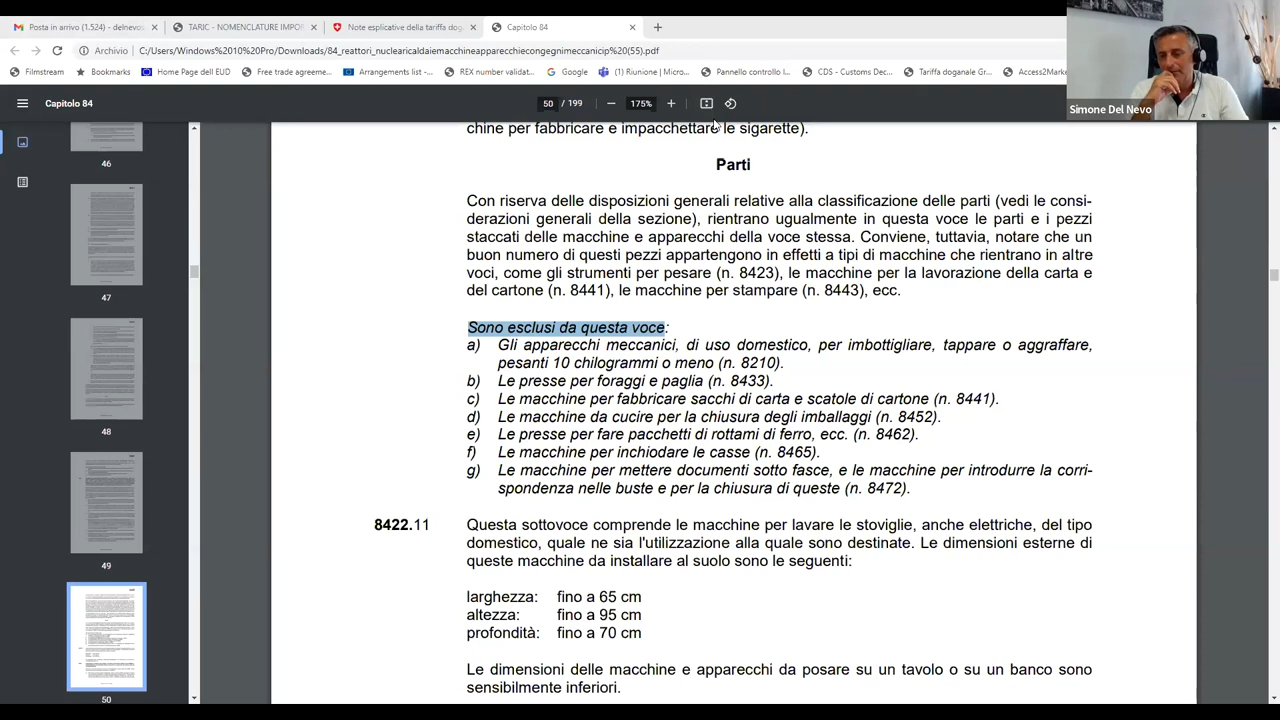 Posta in arrivo (1.524) - delnevos
TARIC - NOMENCLATURE IMPOR
Note esplicative della tariffa dog
Capitolo 84
Archivio
C:/Users/Windows%2010%20Pro/Downloads/84_reattori_nuclearicaldaiemacchineapparecchiecongegnimeccanicip (55).pdf
Filmstream
Bookmarks
Home Page dell EUD
Free trade agreeme...
Arrangements list -...
REX number validat...
Google
(1) Riunione | Micro...
Pannello controllo l...
CDS - Customs Dec...
Tariffa doganale Gr...
Access2Market
Simone Del Nevo
Capitolo 84
50 / 199
175%
46
47
48
49
50
chine per fabbricare e impacchettare le sigarette).
Parti
Con riserva delle disposizioni generali relative alla classificazione delle parti (vedi le consi-
derazioni generali della sezione), rientrano ugualmente in questa voce le parti e i pezzi
staccati delle macchine e apparecchi della voce stessa. Conviene, tuttavia, notare che un
buon numero di questi pezzi appartengono in effetti a tipi di macchine che rientrano in altre
voci, come gli strumenti per pesare (n. 8423), le macchine per la lavorazione della carta e
del cartone (n. 8441), le macchine per stampare (n. 8443), ecc.
Sono esclusi da questa voce:
a) Gli apparecchi meccanici, di uso domestico, per imbottigliare, tappare o aggraffare,
pesanti 10 chilogrammi o meno (n. 8210).
b) Le presse per foraggi e paglia (n. 8433).
c) Le macchine per fabbricare sacchi di carta e scatole di cartone (n. 8441).
d) Le macchine da cucire per la chiusura degli imballaggi (n. 8452).
e) Le presse per fare pacchetti di rottami di ferro, ecc. (n. 8462).
f) Le macchine per inchiodare le casse (n. 8465).
g) Le macchine per mettere documenti sotto fasce, e le macchine per introdurre la corri-
spondenza nelle buste e per la chiusura di queste (n. 8472).
8422.11 Questa sottovoce comprende le macchine per lavare le stoviglie, anche elettriche, del tipo
domestico, quale ne sia l'utilizzazione alla quale sono destinate. Le dimensioni esterne di
queste macchine da installare al suolo sono le seguenti:
larghezza: fino a 65 cm
altezza: fino a 95 cm
profondità: fino a 70 cm
Le dimensioni delle macchine e apparecchi da posare su un tavolo o su un banco sono
sensibilmente inferiori.